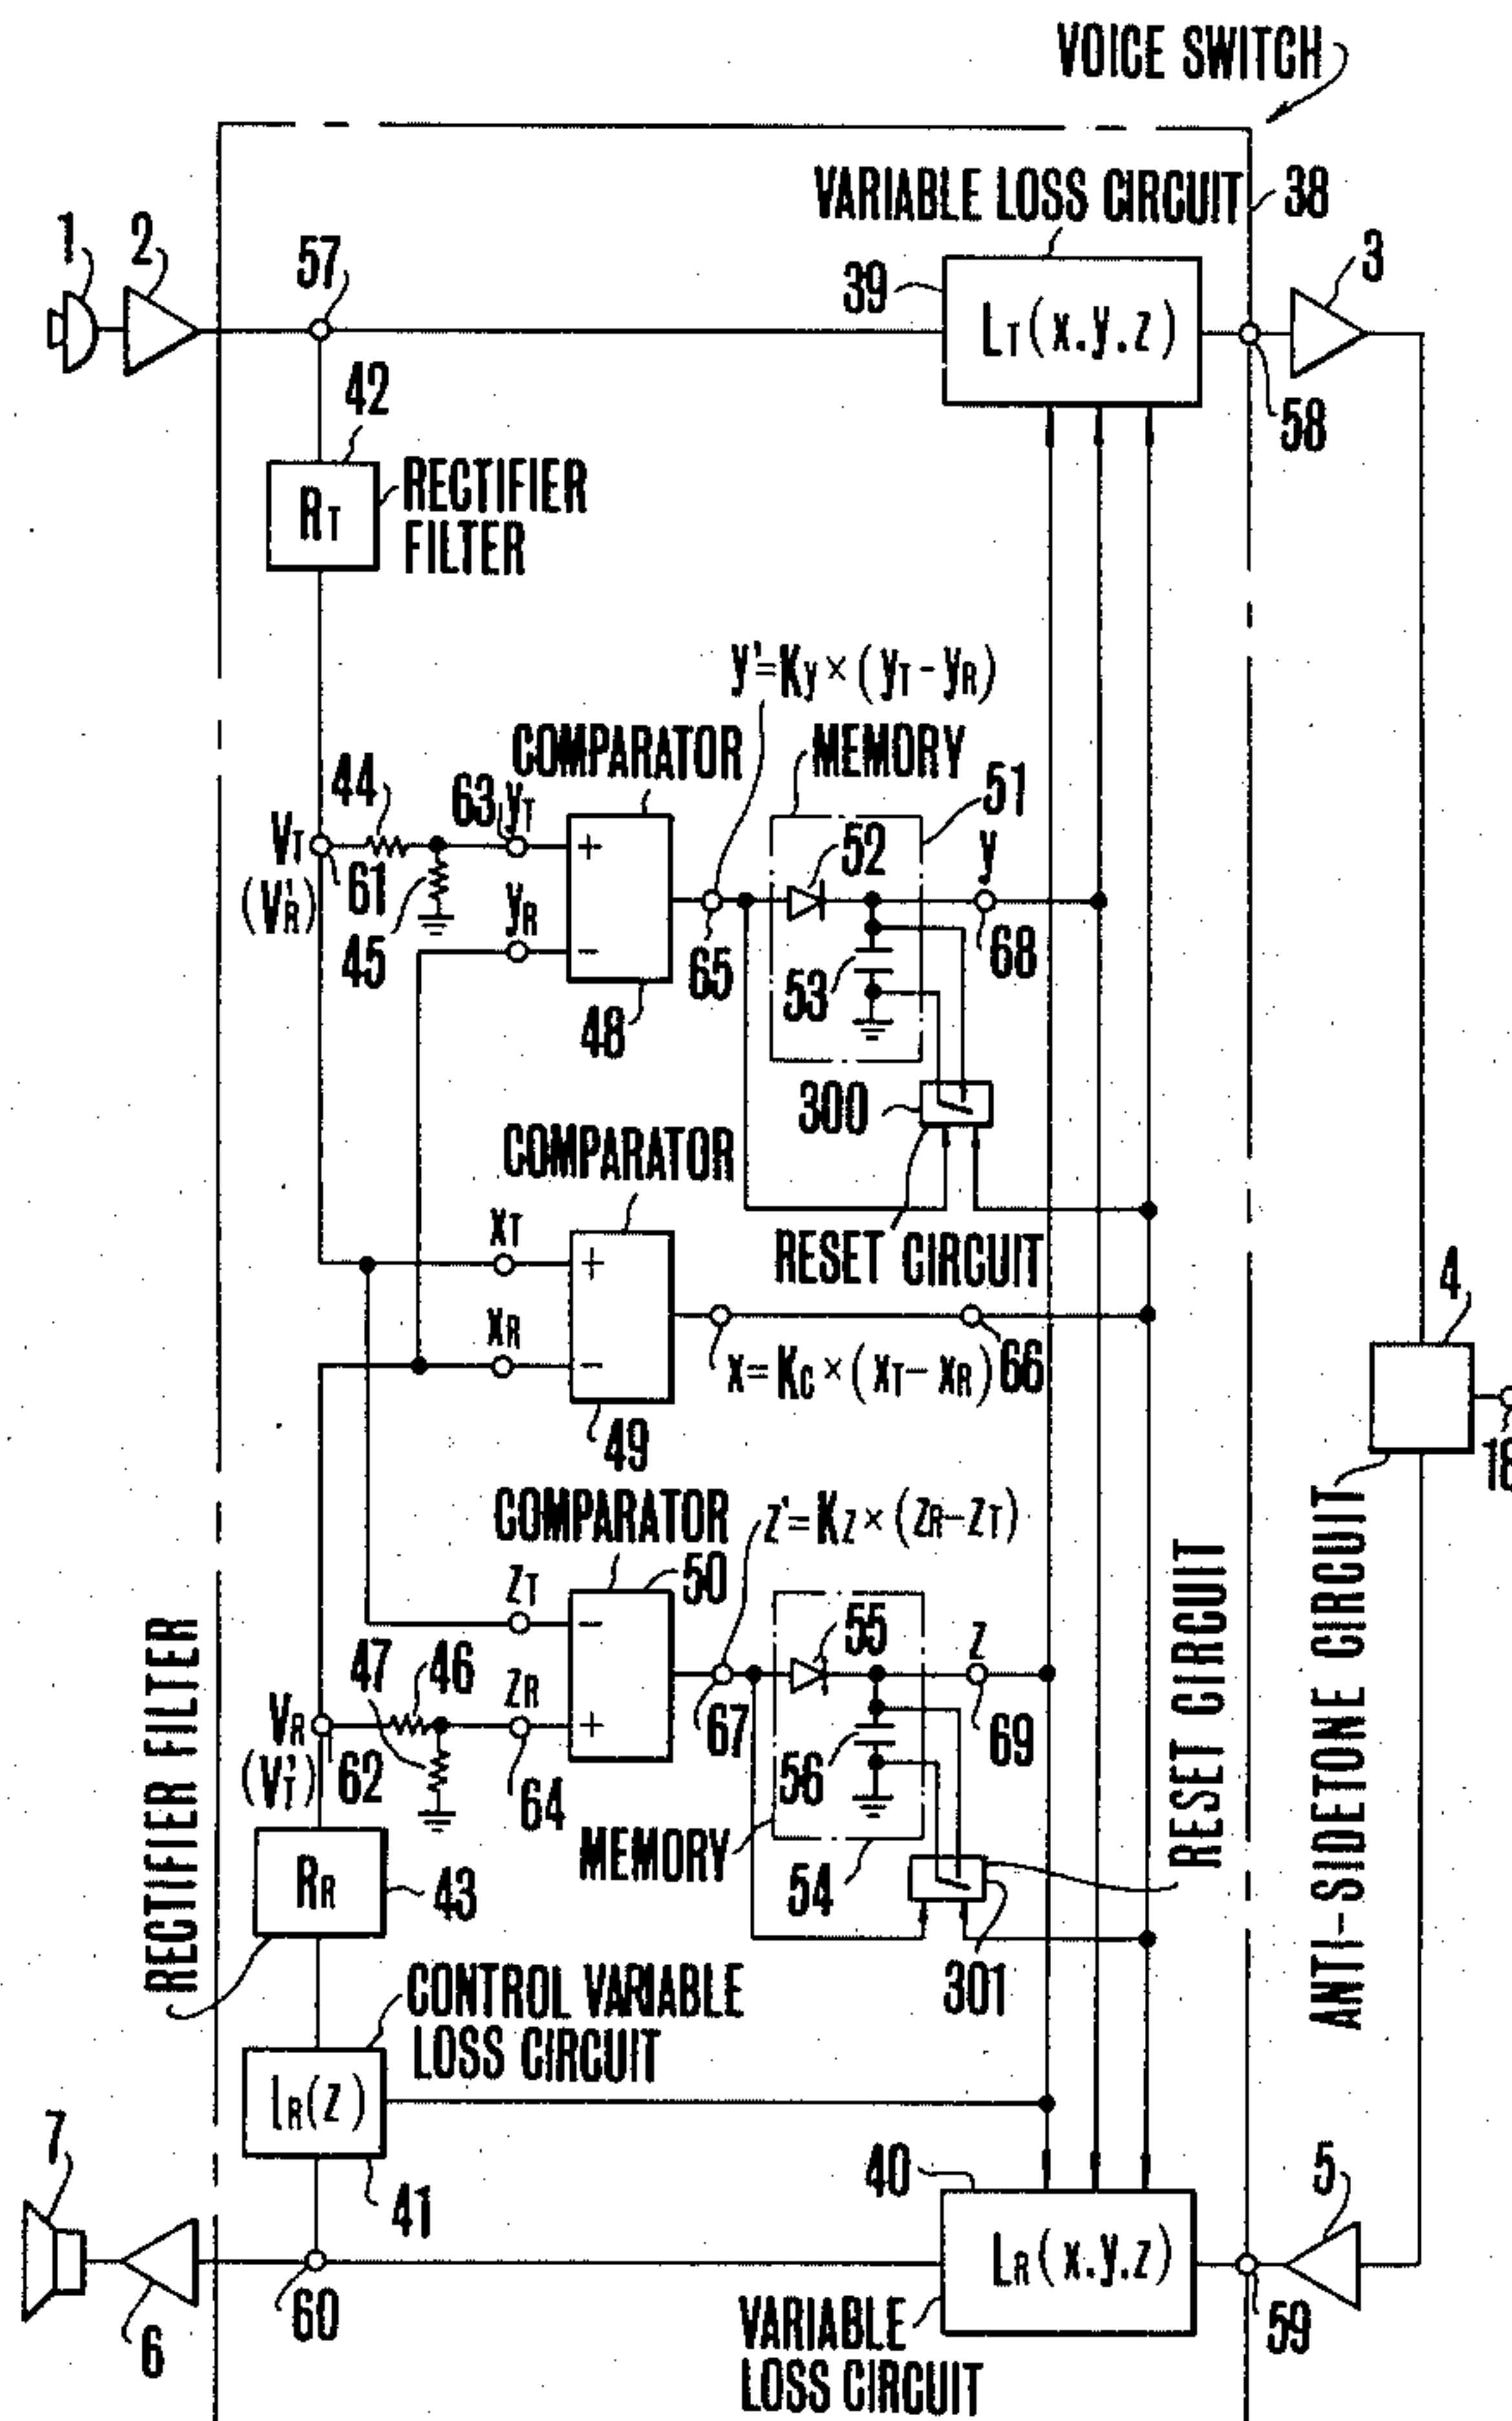 VOICE SWITCH
VARIABLE LOSS CIRCUIT
38
1
2
57
39
LT(x.y.z)
3
58
42
RT
RECTIFIER
FILTER
y'=Ky×(yT-yR)
COMPARATOR
MEMORY
51
44
63
yT
VT
(V'R)
61
45
yR
+
-
48
65
52
53
y
68
300
RESET CIRCUIT
COMPARATOR
xT
xR
+
-
49
x=Kc×(xT-xR)
66
4
ANTI-SIDETONE CIRCUIT
COMPARATOR
50
z'=Kz×(zR-zT)
zT
zR
-
+
67
55
56
z
69
47
46
VR
(V'T)
62
64
MEMORY
54
301
RESET CIRCUIT
RECTIFIER FILTER
RR
43
CONTROL VARIABLE
LOSS CIRCUIT
lR(z)
41
7
6
60
40
LR(x.y.z)
VARIABLE
LOSS CIRCUIT
5
59